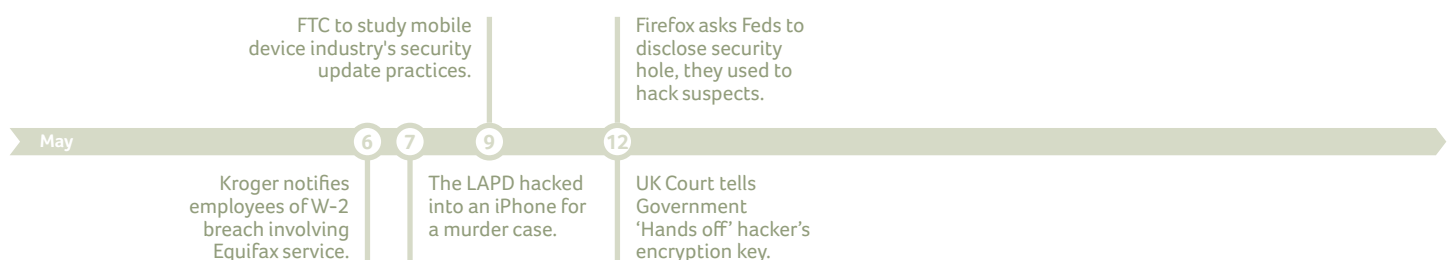 FTC to study mobile
device industry's security
update practices.
Firefox asks Feds to
disclose security
hole, they used to
hack suspects.
May
6
7
9
12
Kroger notifies
employees of W-2
breach involving
Equifax service.
The LAPD hacked
into an iPhone for
a murder case.
UK Court tells
Government
‘Hands off’ hacker’s
encryption key.